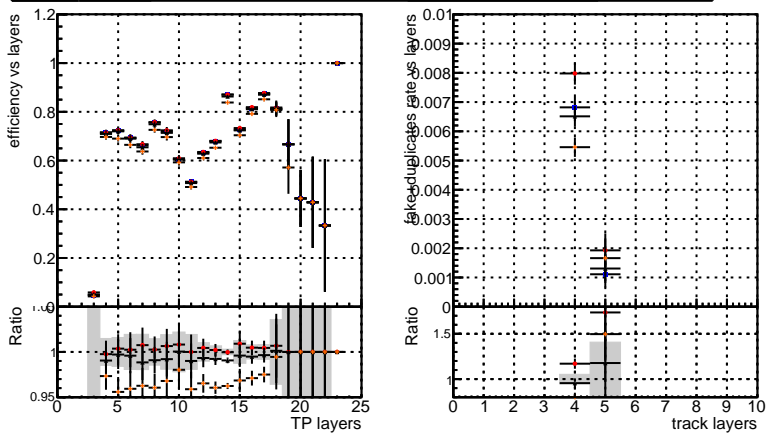 1.2
1
0.8
0.6
0.4
0.2
0
efficiency vs layers
1
0.95
Ratio
0 5 10 15 20 25
TP layers
0.01
0.009
0.008
0.007
0.006
0.005
0.004
0.003
0.002
0.001
0
fake+duplicates rate vs layers
1.5
1
Ratio
0 1 2 3 4 5 6 7 8 9 10
track layers